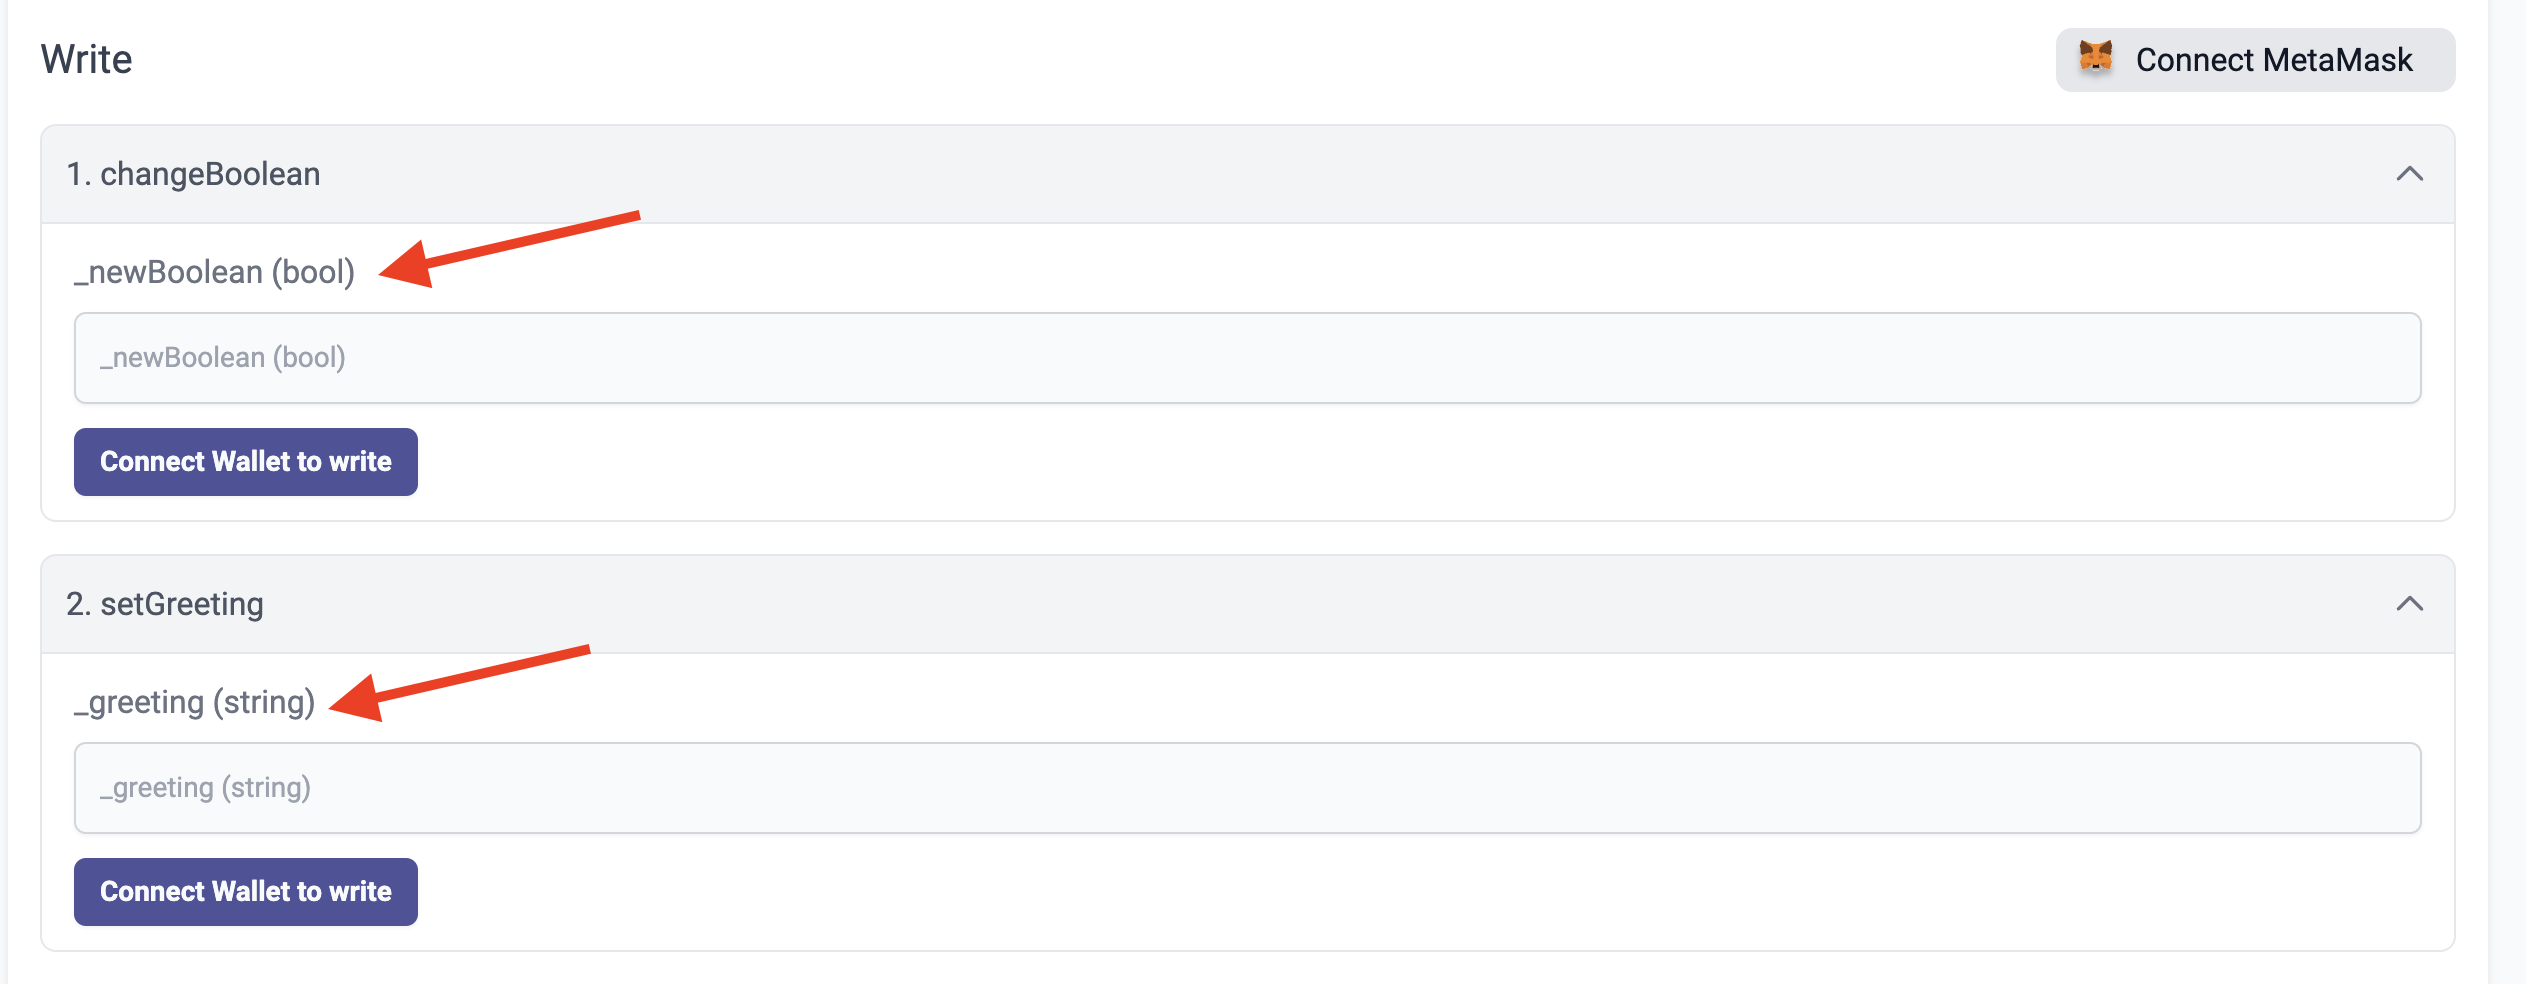 Write
Connect MetaMask
1. changeBoolean
_newBoolean (bool)
_newBoolean (bool)
Connect Wallet to write
2. setGreeting
_greeting (string)
_greeting (string)
Connect Wallet to write